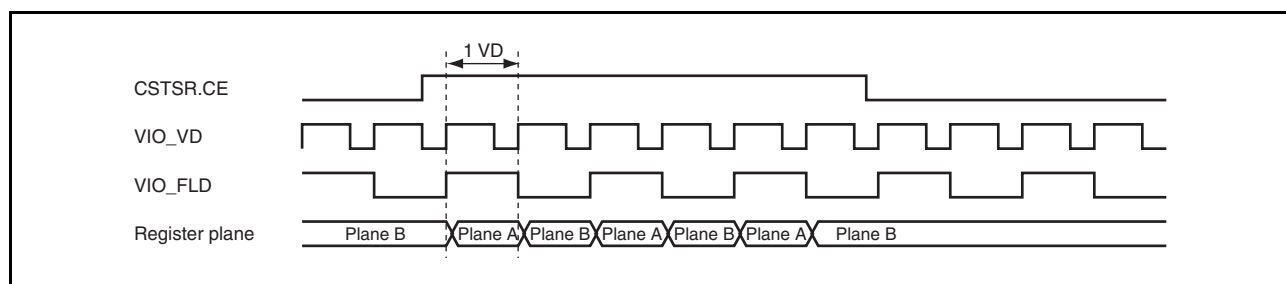 1 VD
CSTSR.CE
VIO_VD
VIO_FLD
Register plane Plane B Plane A Plane B Plane A Plane B Plane A Plane B